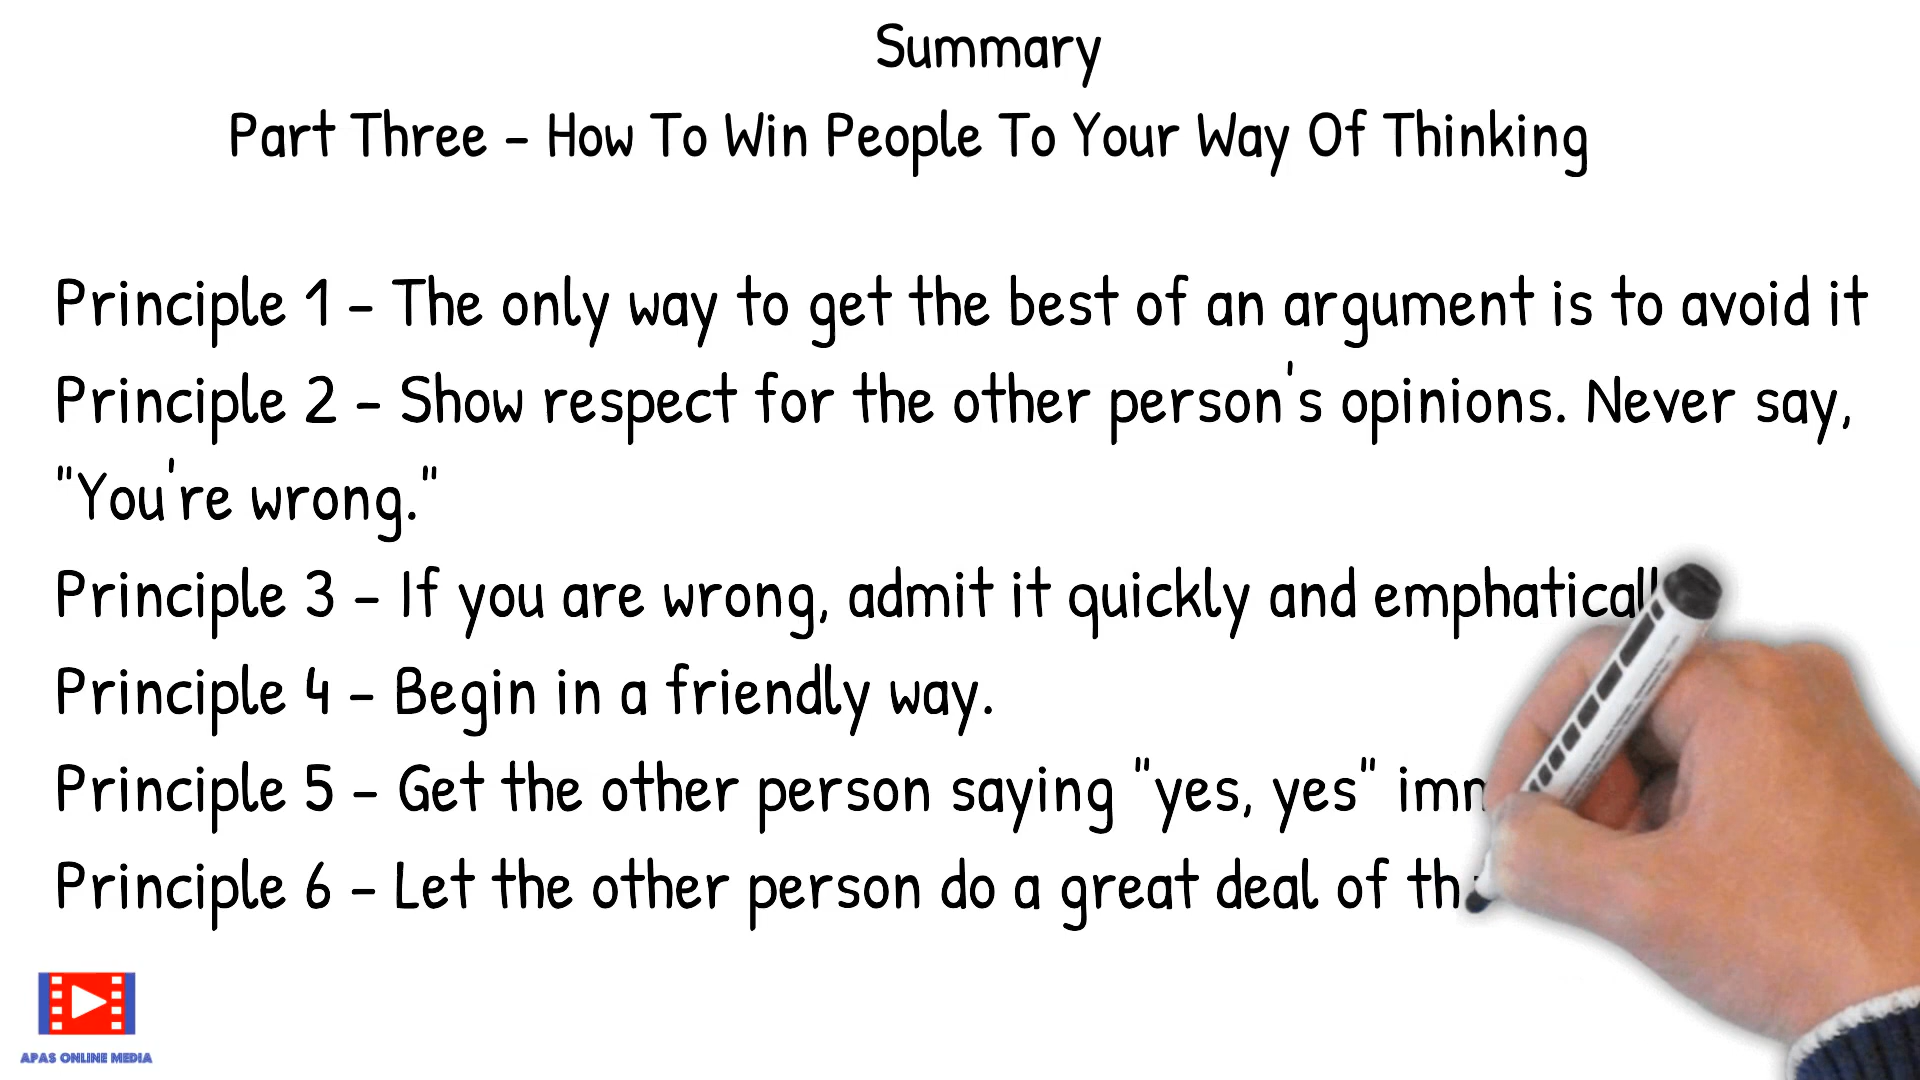 Summary
Part Three - How To Win People To Your Way Of Thinking
Principle 1 - The only way to get the best of an argument is to avoid it
Principle 2 - Show respect for the other person's opinions. Never say,
"You're wrong."
Principle 3 - If you are wrong, admit it quickly and
Principle 4 - Begin in a friendly way.
Principle 5 - Get the other person saying "yes, yes"
Principle 6 - Let the other person do a great deal of
APAS ONLINE MEDIA